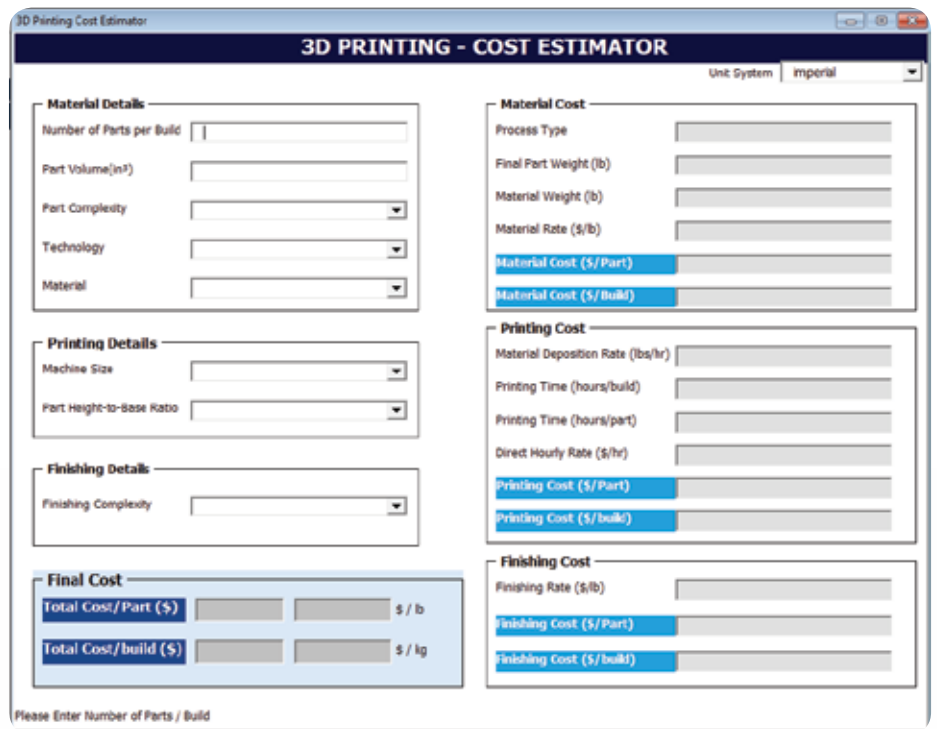 3D Printing Cost Estimator
3D PRINTING - COST ESTIMATOR
Unit System imperial
Material Details
Number of Parts per Build
Part Volume(in³)
Part Complexity
Technology
Material
Printing Details
Machine Size
Part Height-to-Base Ratio
Finishing Details
Finishing Complexity
Final Cost
Total Cost/Part ($) $ / lb
Total Cost/build ($) $ / kg
Material Cost
Process Type
Final Part Weight (lb)
Material Weight (lb)
Material Rate ($/lb)
Material Cost ($/Part)
Material Cost ($/Build)
Printing Cost
Material Deposition Rate (lbs/hr)
Printing Time (hours/build)
Printing Time (hours/part)
Direct Hourly Rate ($/hr)
Printing Cost ($/Part)
Printing Cost ($/build)
Finishing Cost
Finishing Rate ($/lb)
Finishing Cost ($/Part)
Finishing Cost ($/build)
Please Enter Number of Parts / Build